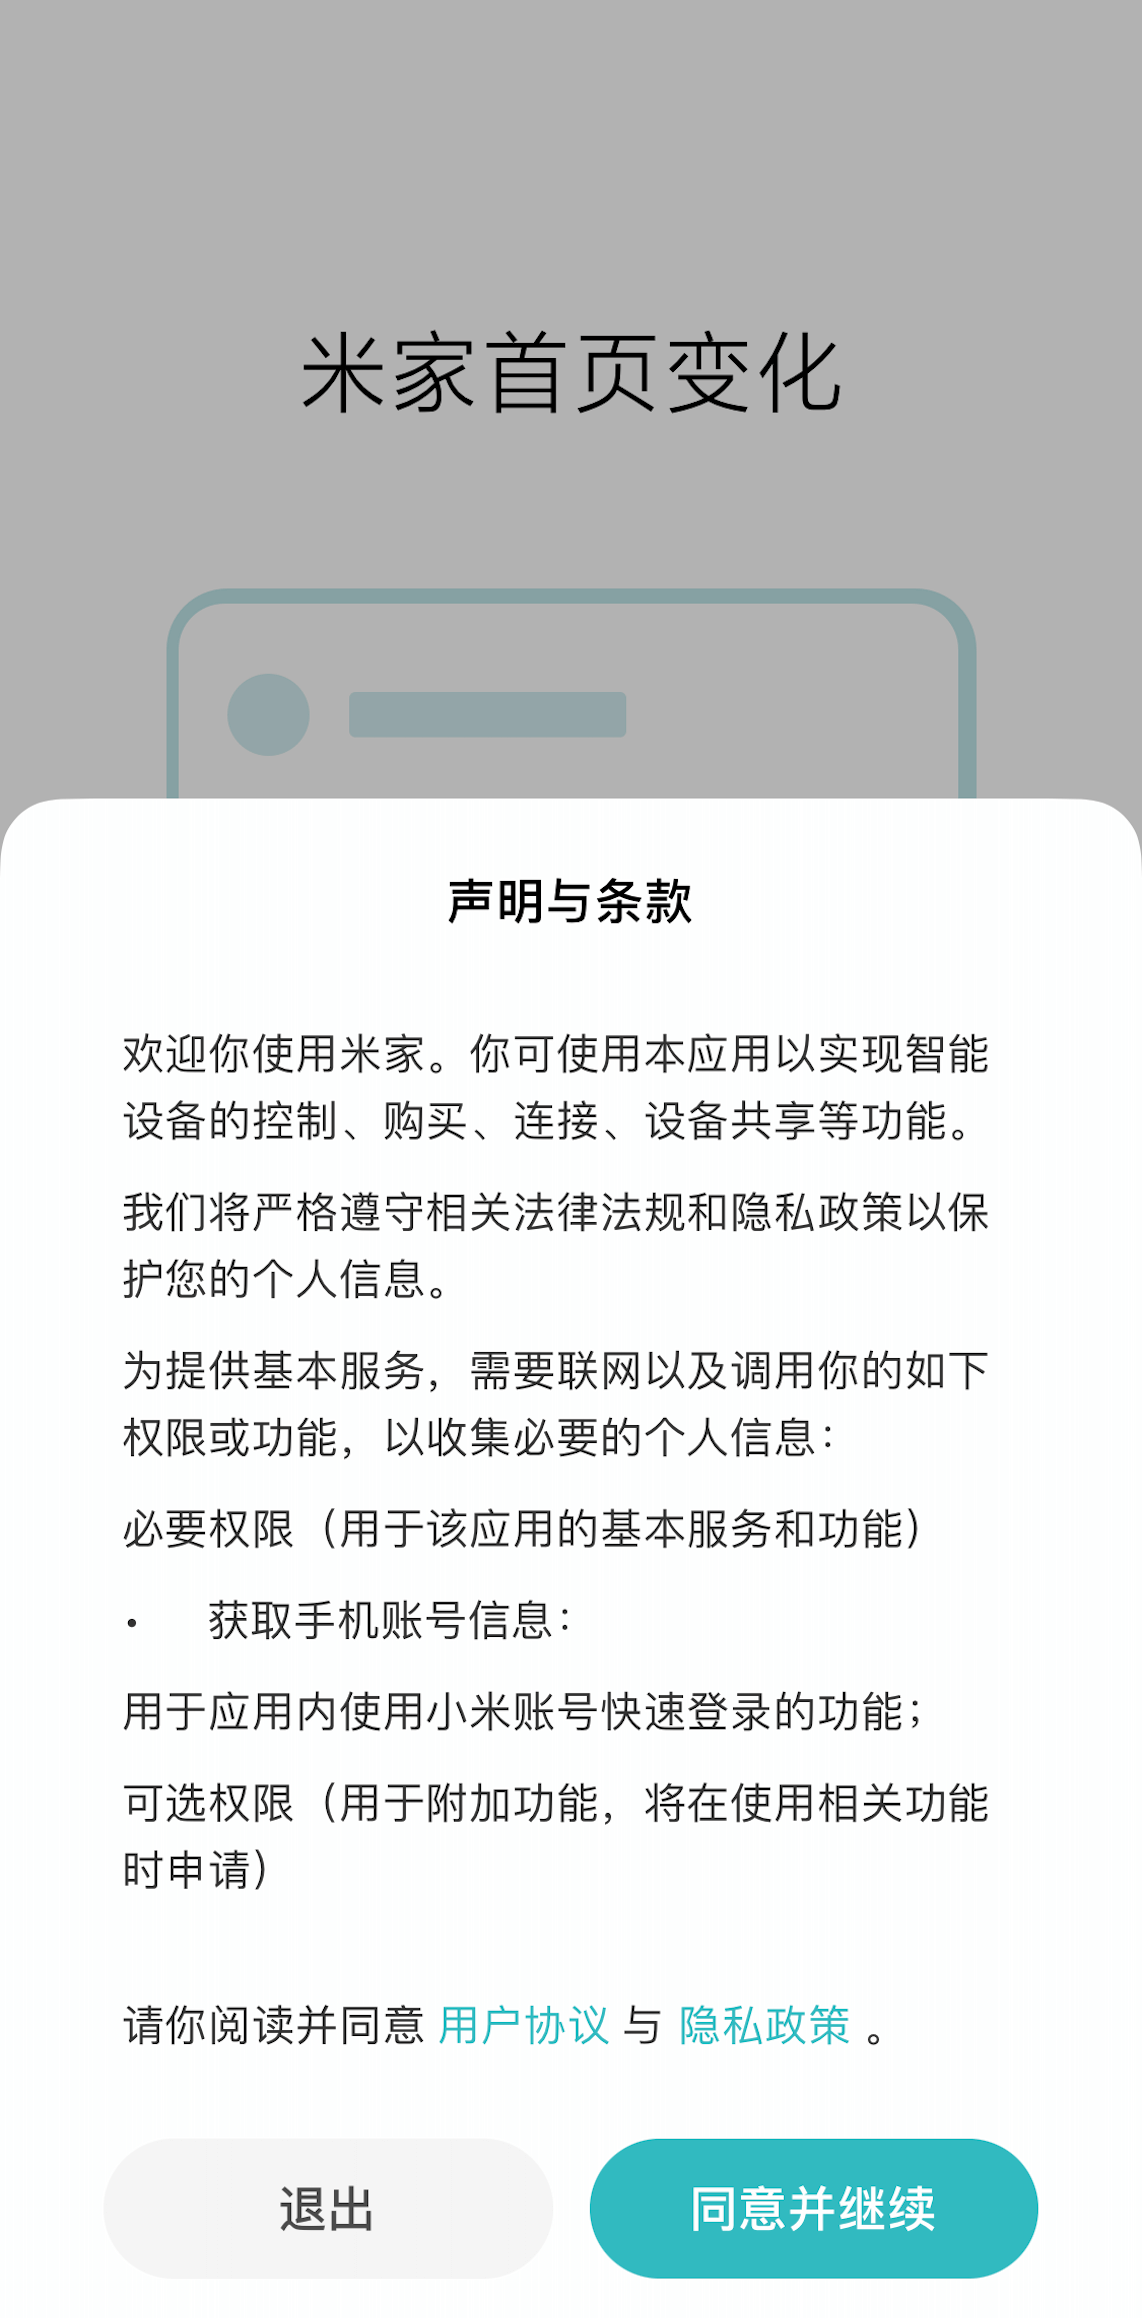 米家首页变化
声明与条款
欢迎你使用米家。你可使用本应用以实现智能
设备的控制、购买、连接、设备共享等功能。
我们将严格遵守相关法律法规和隐私政策以保
护您的个人信息。
为提供基本服务，需要联网以及调用你的如下
权限或功能，以收集必要的个人信息：
必要权限（用于该应用的基本服务和功能）
• 获取手机账号信息：
用于应用内使用小米账号快速登录的功能；
可选权限（用于附加功能，将在使用相关功能
时申请）
请你阅读并同意 用户协议 与 隐私政策 。
退出 同意并继续